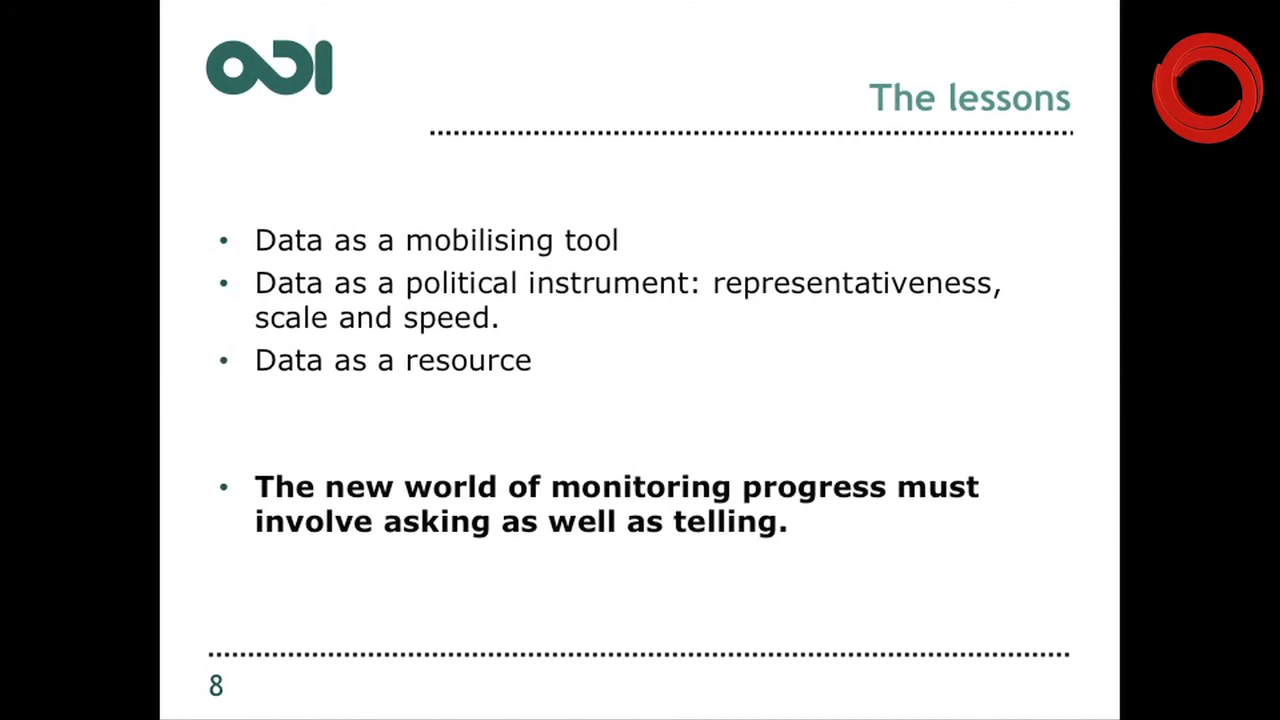 ODI
The lessons
• Data as a mobilising tool
• Data as a political instrument: representativeness,
scale and speed.
• Data as a resource
• The new world of monitoring progress must
involve asking as well as telling.
8